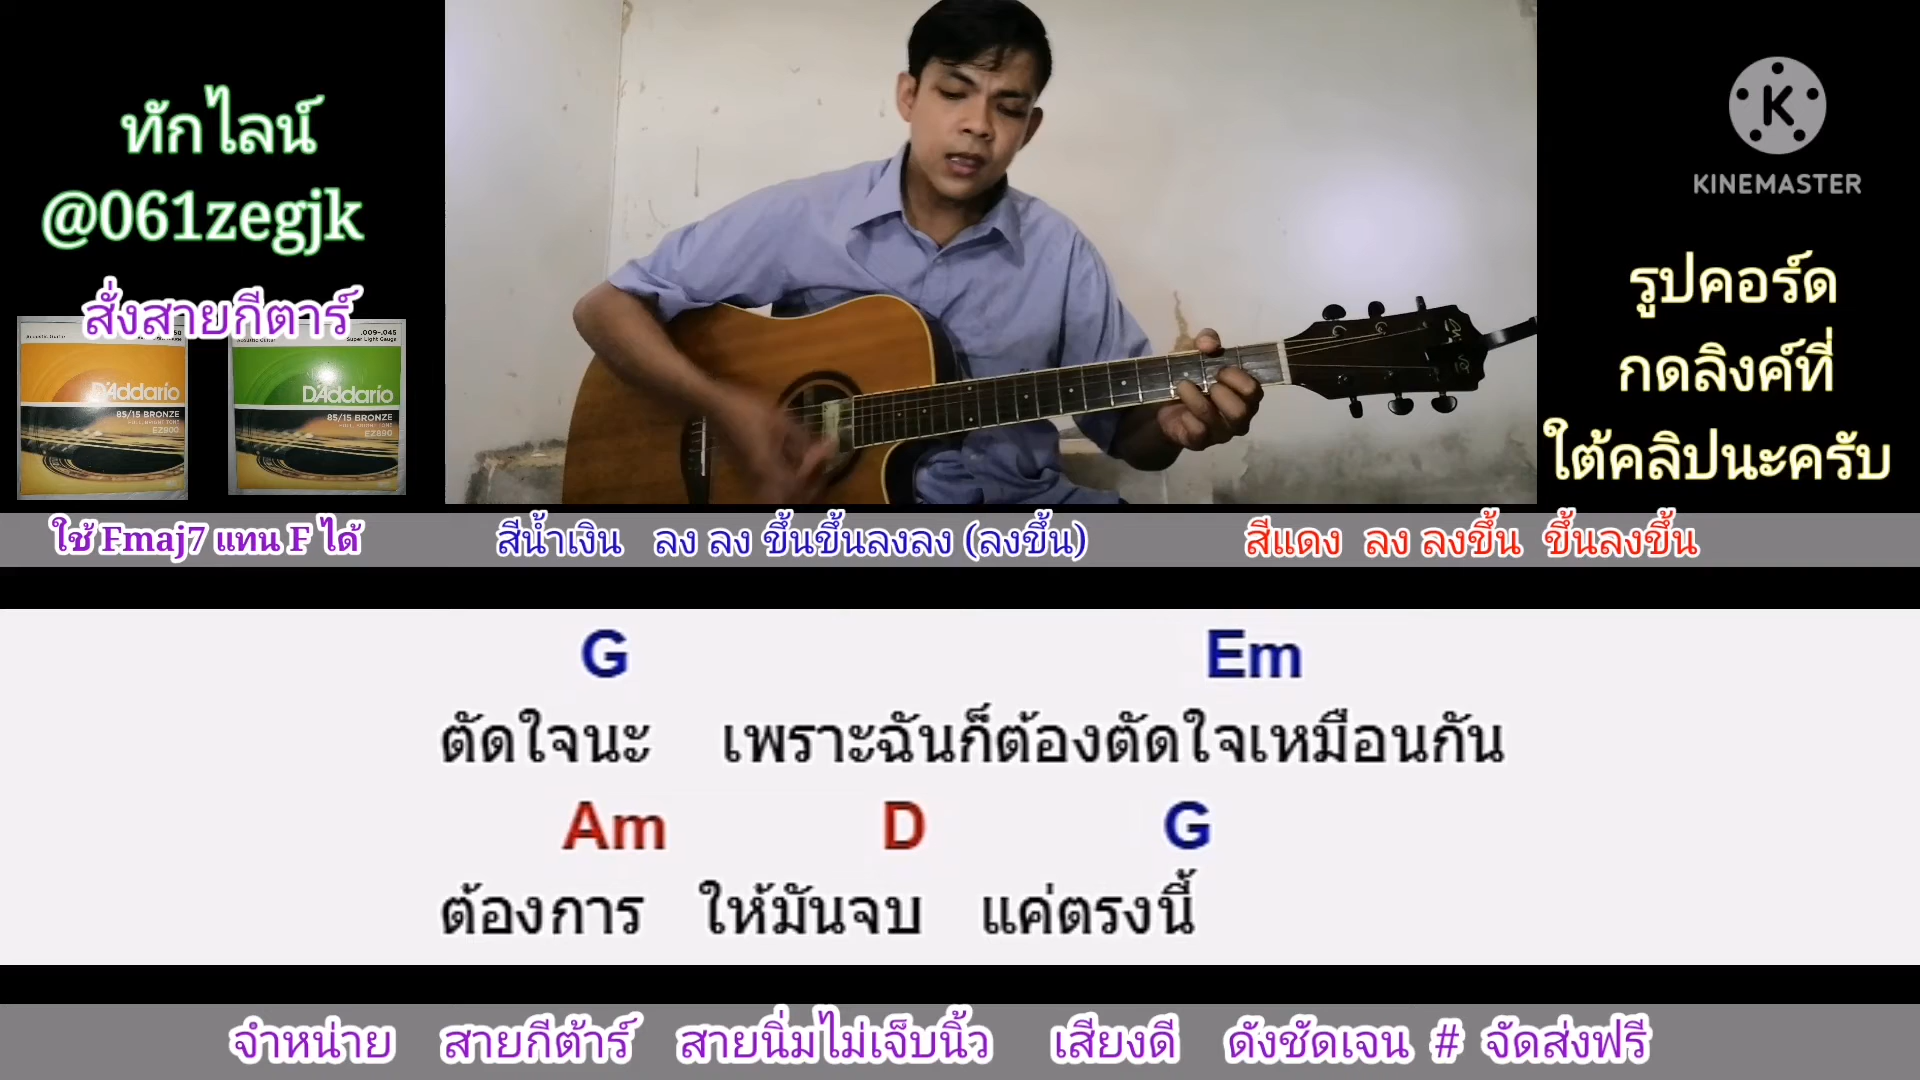 ทักไลน์
@061zegjk
สั่งสายกีตาร์
.009-.045
Super Light Gauge
D'Addario
85/15 BRONZE
EZ900
D'Addario
85/15 BRONZE
EZ890
KINEMASTER
รูปคอร์ด
กดลิงค์ที่
ใต้คลิปนะครับ
ใช้ Fmaj7 แทน F ได้
สีน้ำเงิน ลง ลง ขึ้นขึ้นลงลง (ลงขึ้น)
สีแดง ลง ลงขึ้น ขึ้นลงขึ้น
G Em
ตัดใจนะ เพราะฉันก็ต้องตัดใจเหมือนกัน
Am D G
ต้องการ ให้มันจบ แค่ตรงนี้
จำหน่าย สายกีต้าร์ สายนิ่มไม่เจ็บนิ้ว เสียงดี ดังชัดเจน # จัดส่งฟรี